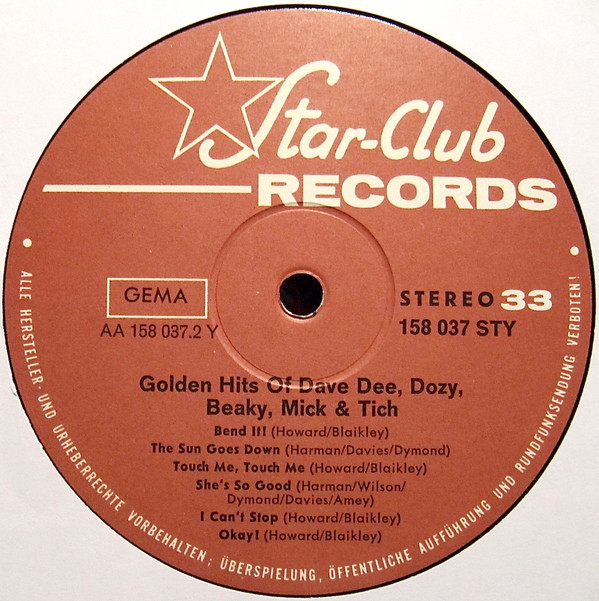 Star-Club
RECORDS
GEMA
AA 158 037.2 Y
STEREO 33
158 037 STY
Golden Hits Of Dave Dee, Dozy,
Beaky, Mick & Tich
Bend It! (Howard/Blaikley)
The Sun Goes Down (Harman/Davies/Dymond)
Touch Me, Touch Me (Howard/Blaikley)
She's So Good (Harman/Wilson/
Dymond/Davies/Amey)
I Can't Stop (Howard/Blaikley)
Okay! (Howard/Blaikley)
• ALLE HERSTELLER- UND URHEBERRECHTE VORBEHALTEN; ÜBERSPIELUNG, ÖFFENTLICHE AUFFÜHRUNG UND RUNDFUNKSENDUNG VERBOTEN! •